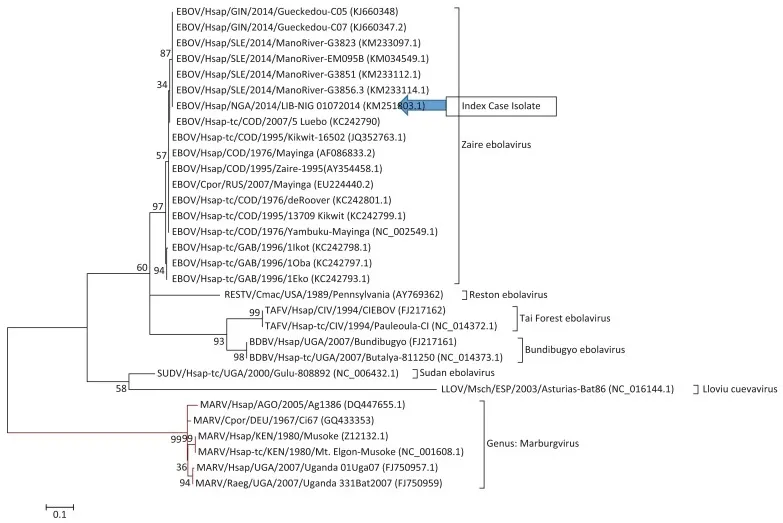 EBOV/Hsap/GIN/2014/Gueckedou-C05 (KJ660348)
EBOV/Hsap/GIN/2014/Gueckedou-C07 (KJ660347.2)
EBOV/Hsap/SLE/2014/ManoRiver-G3823 (KM233097.1)
87
EBOV/Hsap/SLE/2014/ManoRiver-EM095B (KM034549.1)
EBOV/Hsap/SLE/2014/ManoRiver-G3851 (KM233112.1)
34
EBOV/Hsap/SLE/2014/ManoRiver-G3856.3 (KM233114.1)
EBOV/Hsap/NGA/2014/LIB-NIG 01072014 (KM251803.1)
Index Case Isolate
EBOV/Hsap-tc/COD/2007/5 Luebo (KC242790)
EBOV/Hsap-tc/COD/1995/Kikwit-16502 (JQ352763.1)
Zaire ebolavirus
57
EBOV/Hsap/COD/1976/Mayinga (AF086833.2)
EBOV/Hsap/COD/1995/Zaire-1995(AY354458.1)
EBOV/Cpor/RUS/2007/Mayinga (EU224440.2)
EBOV/Hsap-tc/COD/1976/deRoover (KC242801.1)
97
EBOV/Hsap-tc/COD/1995/13709 Kikwit (KC242799.1)
EBOV/Hsap-tc/COD/1976/Yambuku-Mayinga (NC_002549.1)
EBOV/Hsap-tc/GAB/1996/1Ikot (KC242798.1)
60
94
EBOV/Hsap-tc/GAB/1996/1Oba (KC242797.1)
EBOV/Hsap-tc/GAB/1996/1Eko (KC242793.1)
RESTV/Cmac/USA/1989/Pennsylvania (AY769362)
Reston ebolavirus
99
TAFV/Hsap/CIV/1994/CIEBOV (FJ217162)
Tai Forest ebolavirus
TAFV/Hsap-tc/CIV/1994/Pauleoula-CI (NC_014372.1)
93
BDBV/Hsap/UGA/2007/Bundibugyo (FJ217161)
Bundibugyo ebolavirus
98
BDBV/Hsap-tc/UGA/2007/Butalya-811250 (NC_014373.1)
SUDV/Hsap-tc/UGA/2000/Gulu-808892 (NC_006432.1)
Sudan ebolavirus
58
LLOV/Msch/ESP/2003/Asturias-Bat86 (NC_016144.1)
Lloviu cuevavirus
MARV/Hsap/AGO/2005/Ag1386 (DQ447655.1)
MARV/Cpor/DEU/1967/Ci67 (GQ433353)
99
99
MARV/Hsap/KEN/1980/Musoke (Z12132.1)
Genus: Marburgvirus
MARV/Hsap-tc/KEN/1980/Mt. Elgon-Musoke (NC_001608.1)
36
MARV/Hsap/UGA/2007/Uganda 01Uga07 (FJ750957.1)
94
MARV/Raeg/UGA/2007/Uganda 331Bat2007 (FJ750959)
0.1